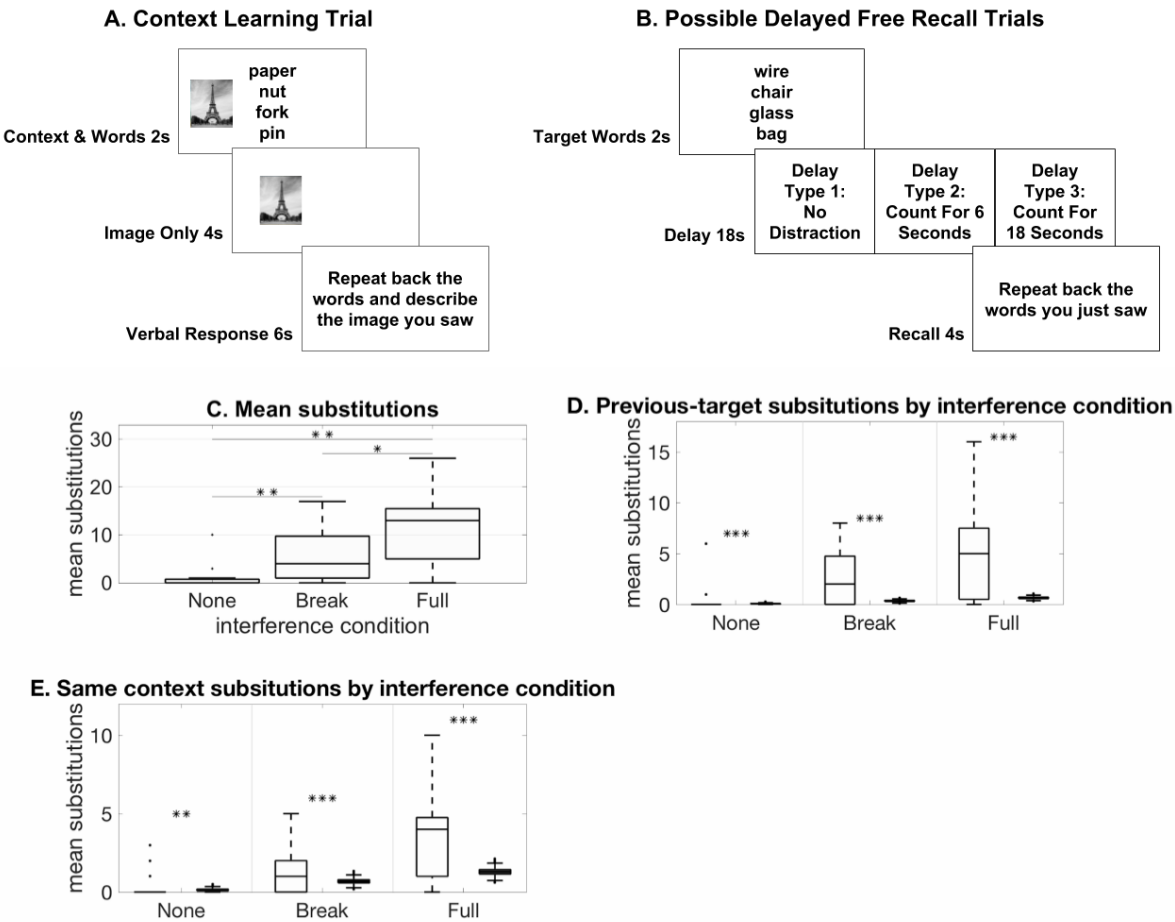 A. Context Learning Trial
paper
nut
fork
pin
Context & Words 2s
Image Only 4s
Repeat back the
words and describe
the image you saw
Verbal Response 6s
B. Possible Delayed Free Recall Trials
wire
chair
glass
bag
Target Words 2s
Delay
Type 1:
No
Distraction
Delay
Type 2:
Count For 6
Seconds
Delay
Type 3:
Count For
18 Seconds
Delay 18s
Repeat back the
words you just saw
Recall 4s
C. Mean substitutions
mean substitutions
30
20
10
0
**
*
**
None
Break
Full
interference condition
D. Previous-target subsitutions by interference condition
mean substitutions
15
10
5
0
***
***
***
None
Break
Full
E. Same context subsitutions by interference condition
mean substitutions
10
5
0
**
***
***
None
Break
Full